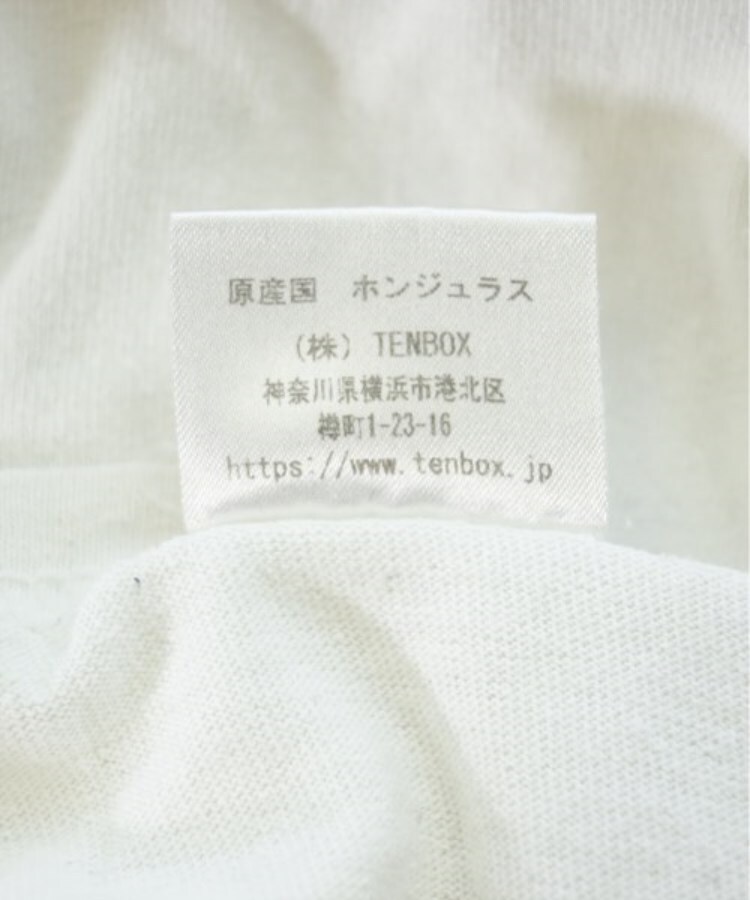 原産国　ホンジュラス
（株）TENBOX
神奈川県横浜市港北区
樽町1-23-16
https://www.tenbox.jp